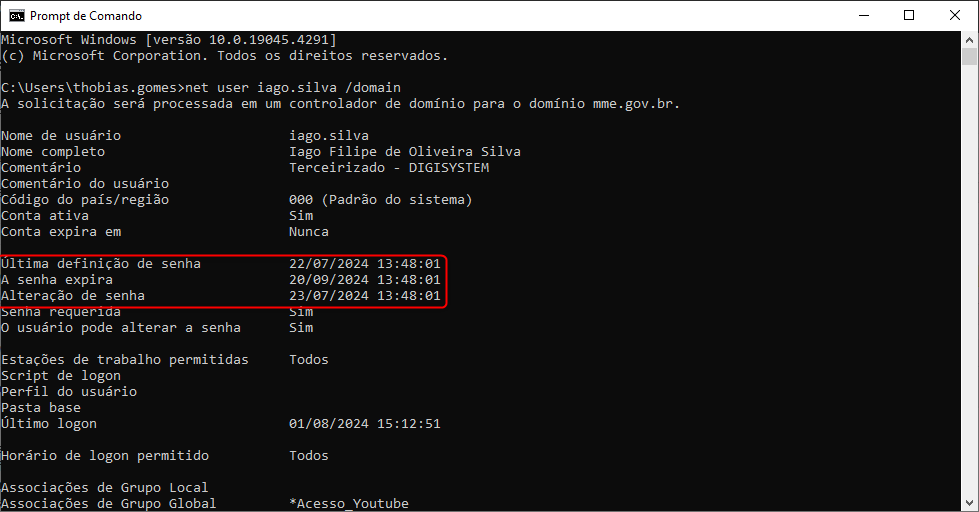 Prompt de Comando
Microsoft Windows [versão 10.0.19045.4291]
(c) Microsoft Corporation. Todos os direitos reservados.
C:\Users\thobias.gomes>net user iago.silva /domain
A solicitação será processada em um controlador de domínio para o domínio mme.gov.br.
Nome de usuário iago.silva
Nome completo Iago Filipe de Oliveira Silva
Comentário Terceirizado - DIGISYSTEM
Comentário do usuário
Código do país/região 000 (Padrão do sistema)
Conta ativa Sim
Conta expira em Nunca
Última definição de senha 22/07/2024 13:48:01
A senha expira 20/09/2024 13:48:01
Alteração de senha 23/07/2024 13:48:01
Senha requerida Sim
O usuário pode alterar a senha Sim
Estações de trabalho permitidas Todos
Script de logon
Perfil do usuário
Pasta base
Último logon 01/08/2024 15:12:51
Horário de logon permitido Todos
Associações de Grupo Local
Associações de Grupo Global *Acesso_Youtube